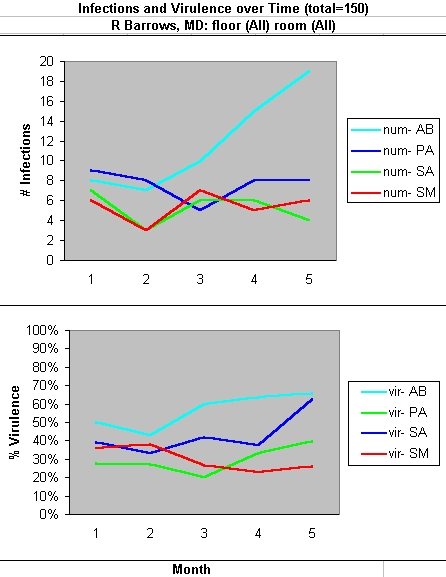 Infections and Virulence over Time (total=150)
R Barrows, MD: floor (All) room (All)
20
18
16
14
12
10
8
6
4
2
0
# Infections
1 2 3 4 5
num- AB
num- PA
num- SA
num- SM
100%
90%
80%
70%
60%
50%
40%
30%
20%
10%
0%
% Virulence
1 2 3 4 5
vir- AB
vir- PA
vir- SA
vir- SM
Month